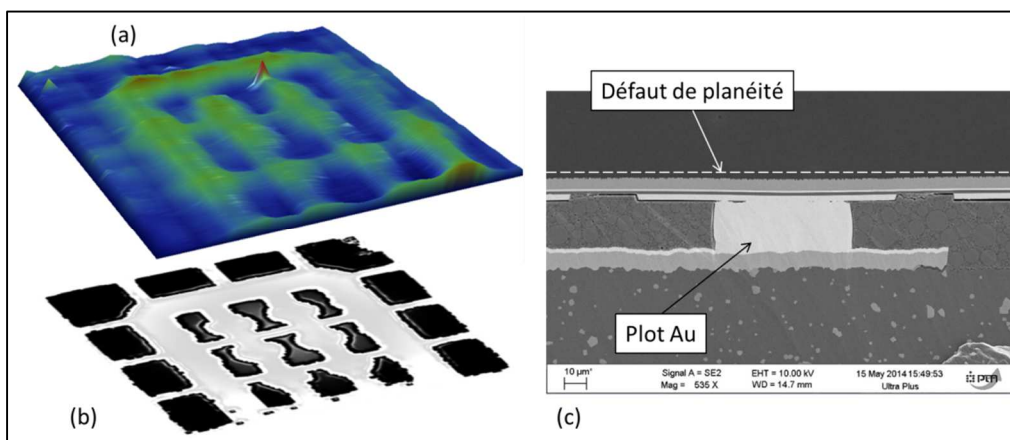 (a)
(b)
Défaut de planéité
Plot Au
10 µm*
Signal A = SE2
Mag = 535 X
EHT = 10.00 kV
WD = 14.7 mm
15 May 2014 15:49:53
Ultra Plus
(c)